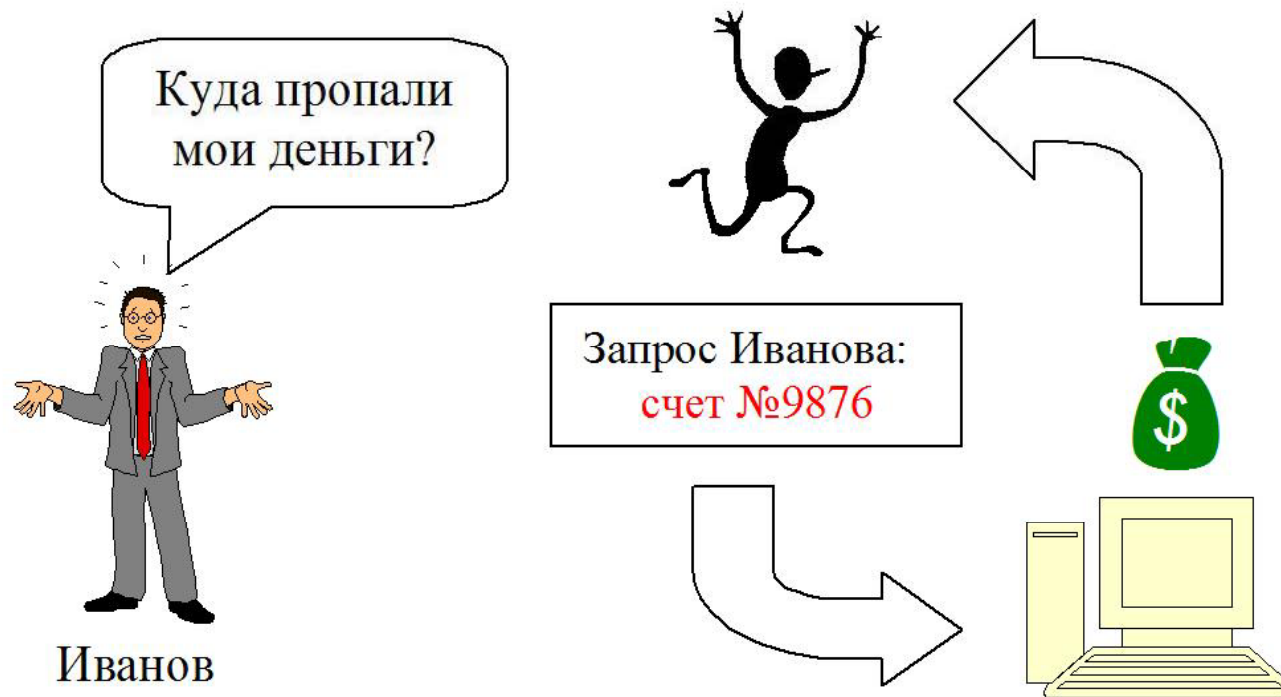 Куда пропали
мои деньги?
Запрос Иванова:
счет №9876
$
Иванов